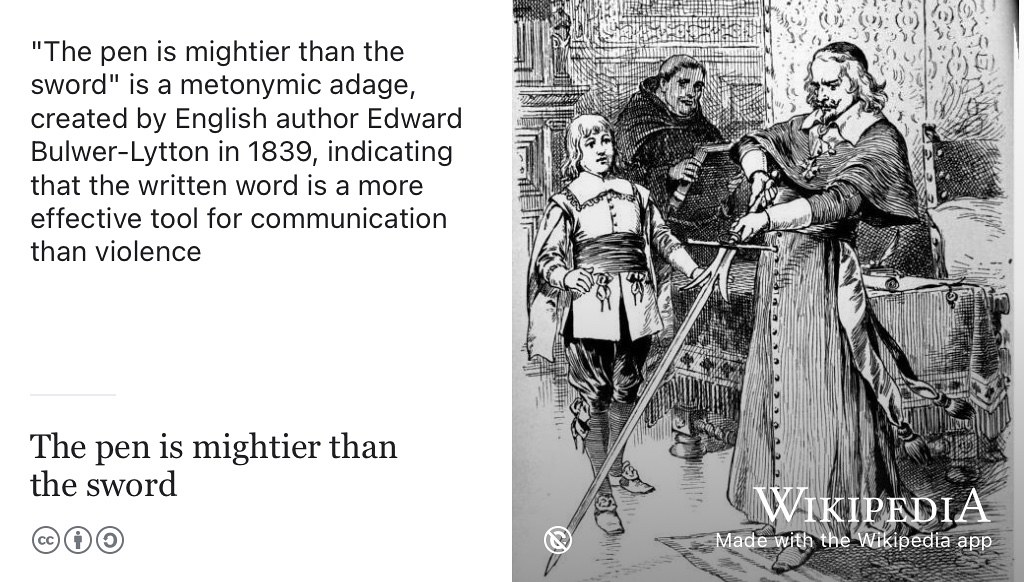 "The pen is mightier than the
sword" is a metonymic adage,
created by English author Edward
Bulwer-Lytton in 1839, indicating
that the written word is a more
effective tool for communication
than violence
The pen is mightier than
the sword
cc
WIKIPEDIA
Made with the Wikipedia app